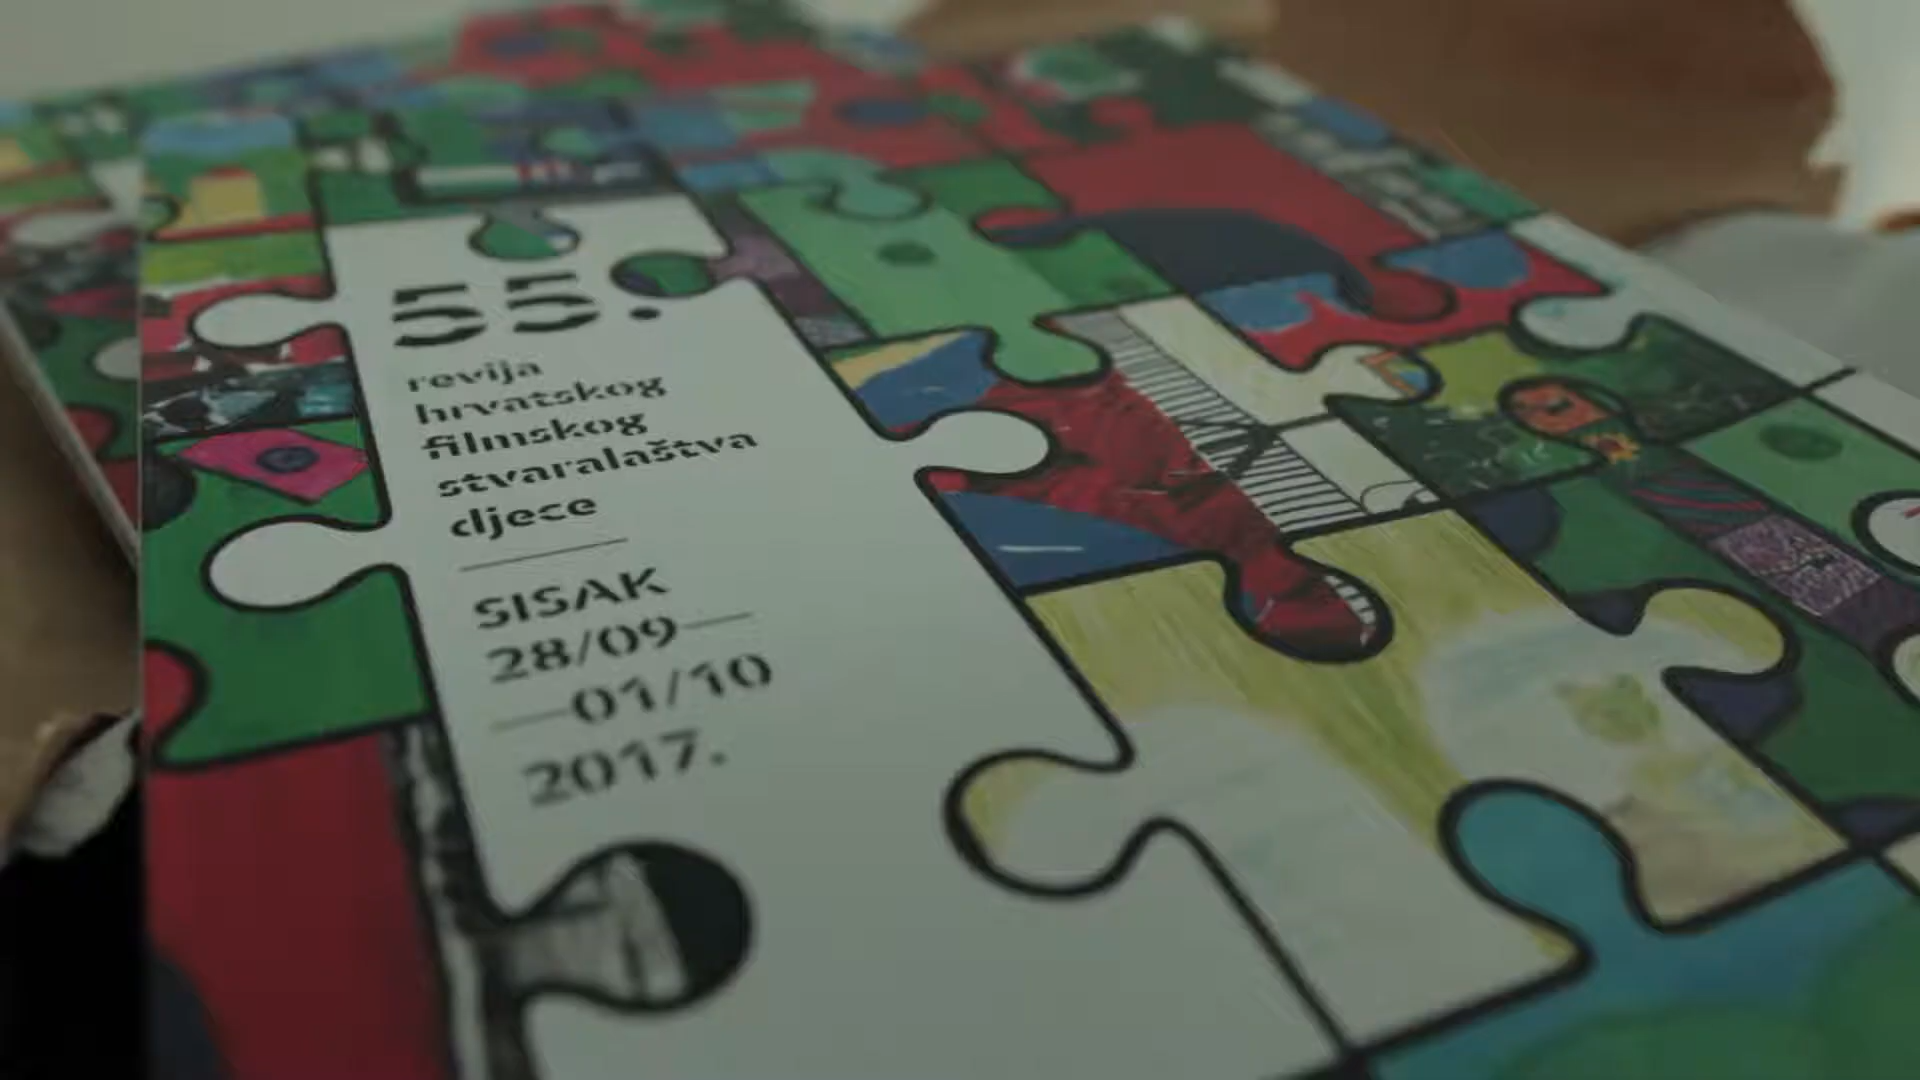 55.
revija
hrvatskog
filmskog
stvaralaštva
djece
SISAK
28/09—
—01/10
2017.